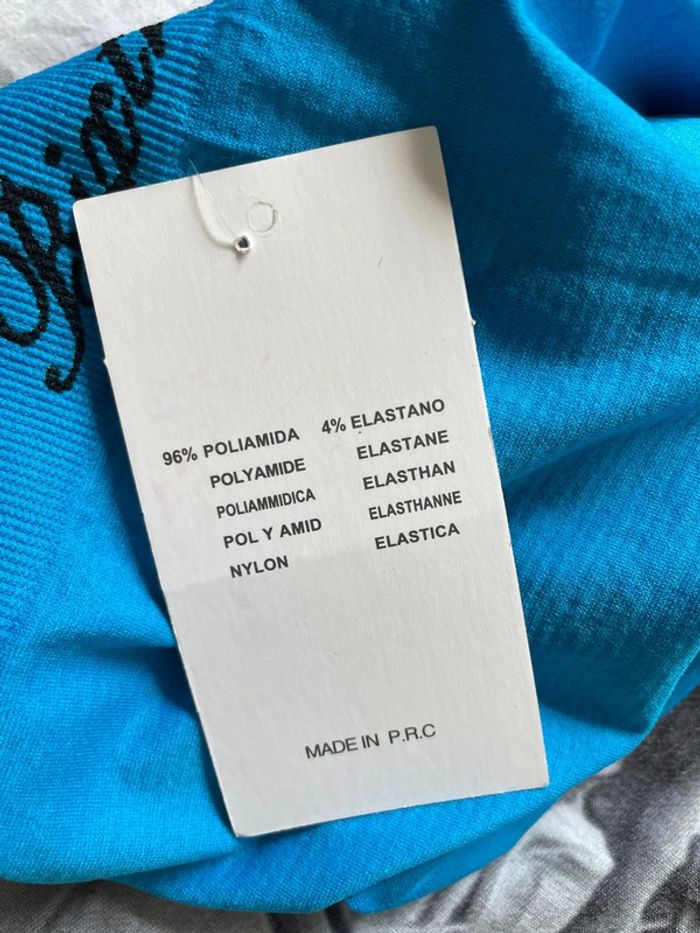 96% POLIAMIDA 4% ELASTANO
POLYAMIDE ELASTANE
POLIAMMIDICA ELASTHAN
POL Y AMID ELASTHANNE
NYLON ELASTICA
MADE IN P.R.C